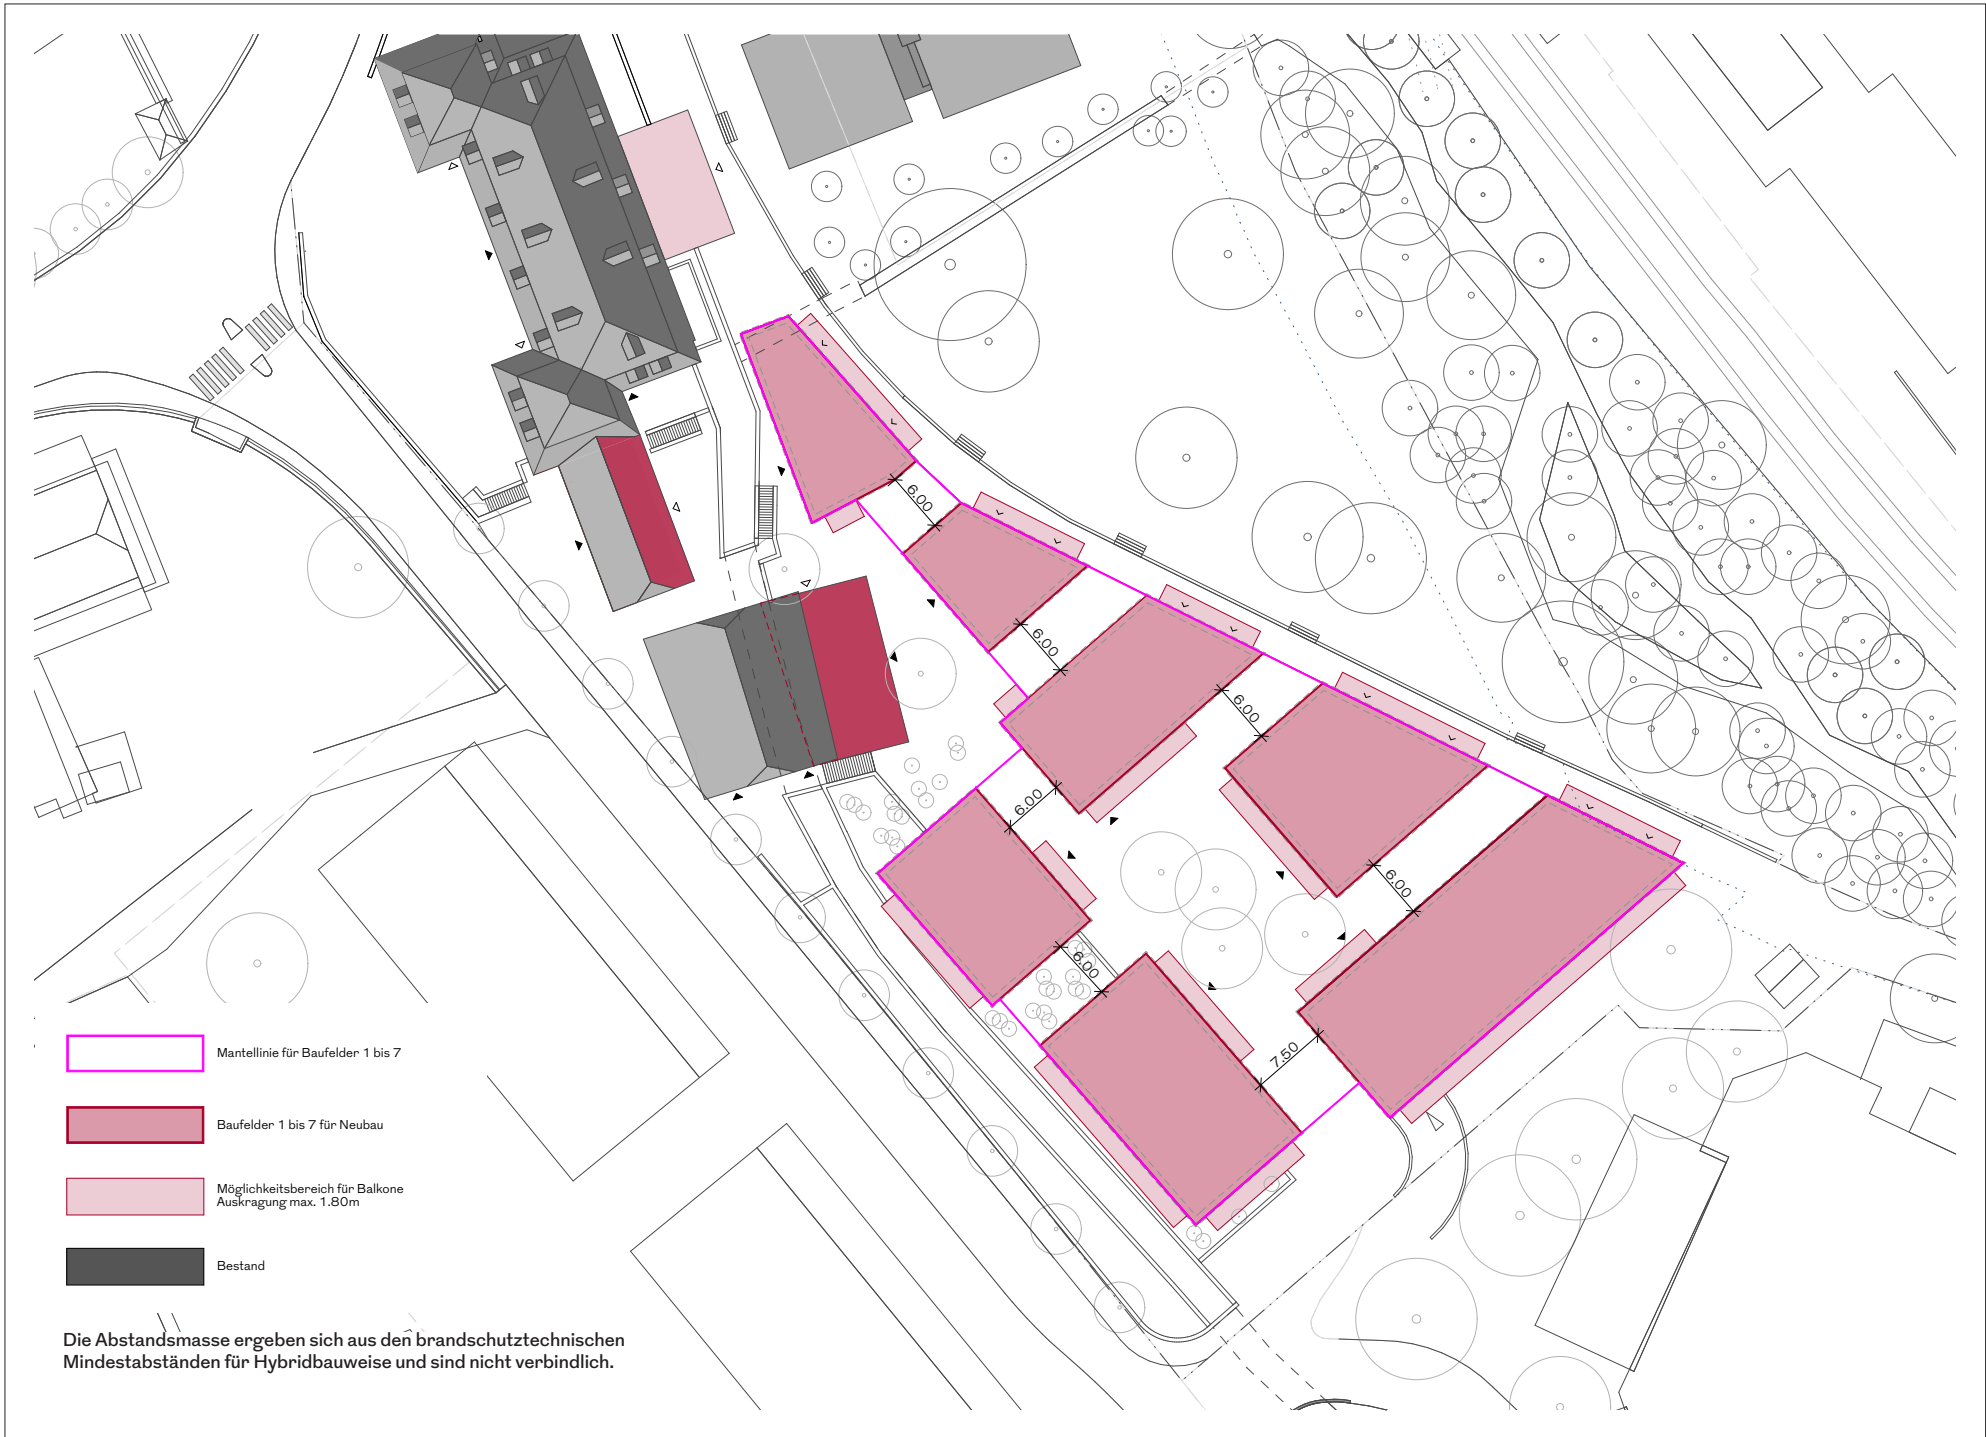 6.00
6.00
6.00
6.00
6.00
6.00
7.50
Mantellinie für Baufelder 1 bis 7
Baufelder 1 bis 7 für Neubau
Möglichkeitsbereich für Balkone
Auskragung max. 1.80m
Bestand
Die Abstandsmasse ergeben sich aus den brandschutztechnischen
Mindestabständen für Hybridbauweise und sind nicht verbindlich.